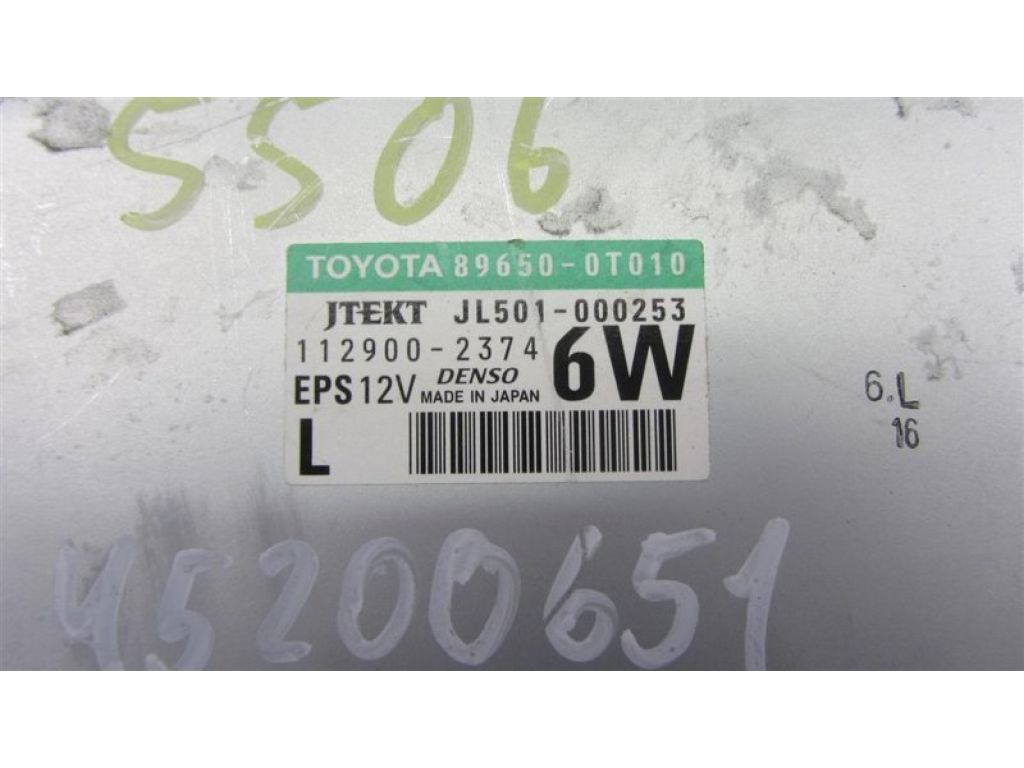 5506
TOYOTA 89650-0T010
JTEKT JL501-000253
112900-2374
6W
EPS 12V DENSO
MADE IN JAPAN
L
6.L
16
45200651